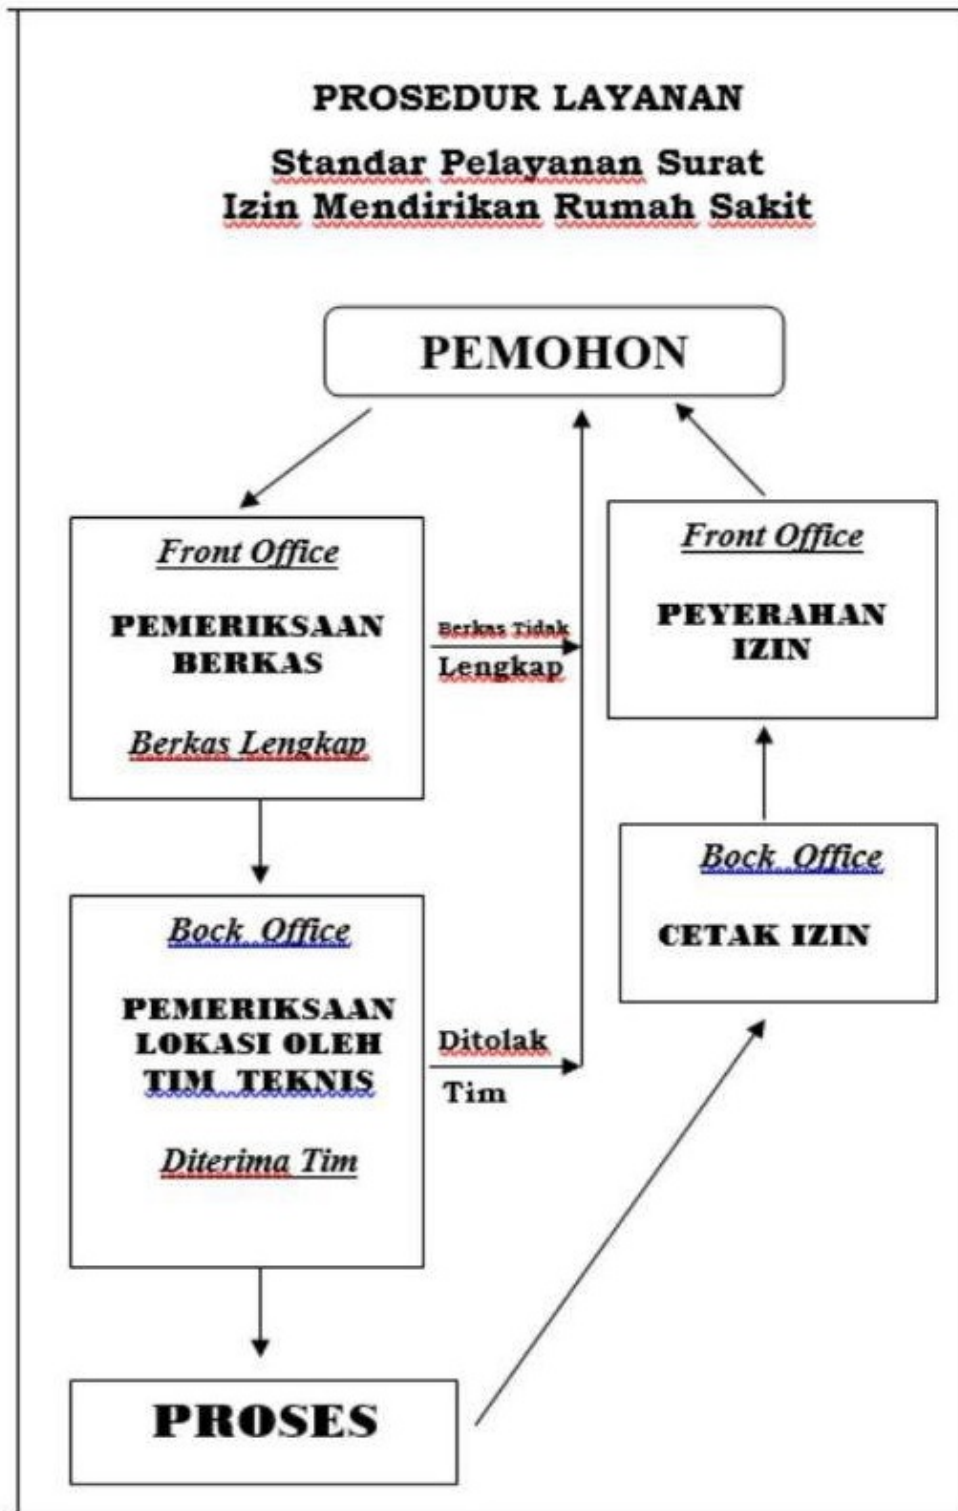 PROSEDUR LAYANAN
Standar Pelayanan Surat
Izin Mendirikan Rumah Sakit
PEMOHON
Front Office
PEMERIKSAAN
BERKAS
Berkas Lengkap
Berkas Tidak
Lengkap
Front Office
PEYERAHAN
IZIN
Bock Office
PEMERIKSAAN
LOKASI OLEH
TIM TEKNIS
Diterima Tim
Ditolak
Tim
Bock Office
CETAK IZIN
PROSES